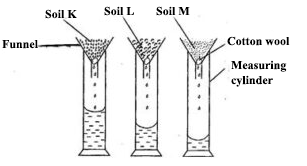 Soil K
Soil L
Soil M
Funnel
Cotton wool
Measuring
cylinder